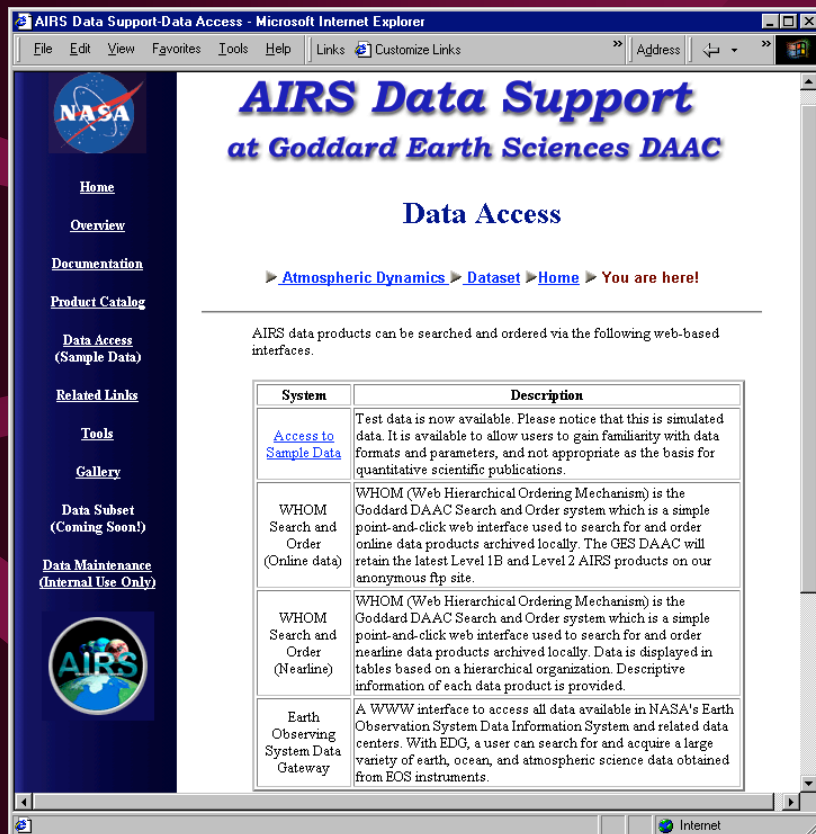 AIRS Data Support-Data Access - Microsoft Internet Explorer
File Edit View Favorites Tools Help Links Customize Links » Address »
NASA
AIRS Data Support
at Goddard Earth Sciences DAAC
Data Access
Atmospheric Dynamics Dataset Home You are here!
Home
Overview
Documentation
Product Catalog
Data Access
(Sample Data)
Related Links
Tools
Gallery
Data Subset
(Coming Soon!)
Data Maintenance
(Internal Use Only)
AIRS
AIRS data products can be searched and ordered via the following web-based
interfaces.
System Description
Access to
Sample Data
Test data is now available. Please notice that this is simulated
data. It is available to allow users to gain familiarity with data
formats and parameters, and not appropriate as the basis for
quantitative scientific publications.
WHOM
Search and
Order
(Online data)
WHOM (Web Hierarchical Ordering Mechanism) is the
Goddard DAAC Search and Order system which is a simple
point-and-click web interface used to search for and order
online data products archived locally. The GES DAAC will
retain the latest Level 1B and Level 2 AIRS products on our
anonymous ftp site.
WHOM
Search and
Order
(Nearline)
WHOM (Web Hierarchical Ordering Mechanism) is the
Goddard DAAC Search and Order system which is a simple
point-and-click web interface used to search for and order
nearline data products archived locally. Data is displayed in
tables based on a hierarchical organization. Descriptive
information of each data product is provided.
Earth
Observing
System Data
Gateway
A WWW interface to access all data available in NASA's Earth
Observation System Data Information System and related data
centers. With EDG, a user can search for and acquire a large
variety of earth, ocean, and atmospheric science data obtained
from EOS instruments.
Internet